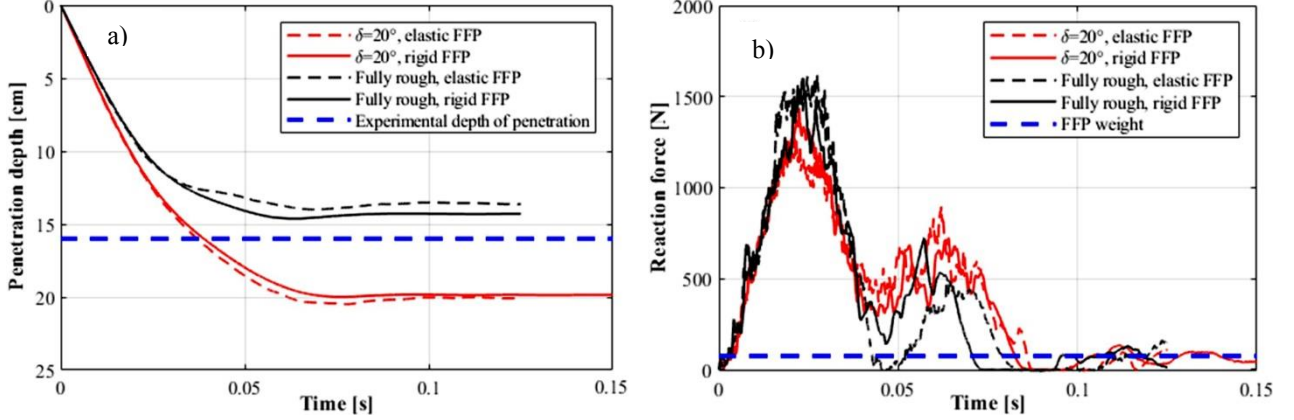 a)
δ=20°, elastic FFP
δ=20°, rigid FFP
Fully rough, elastic FFP
Fully rough, rigid FFP
Experimental depth of penetration
Penetration depth [cm]
0
5
10
15
20
25
0
0.05
0.1
0.15
Time [s]
b)
δ=20°, elastic FFP
δ=20°, rigid FFP
Fully rough, elastic FFP
Fully rough, rigid FFP
FFP weight
Reaction force [N]
2000
1500
1000
500
0
0
0.05
0.1
0.15
Time [s]